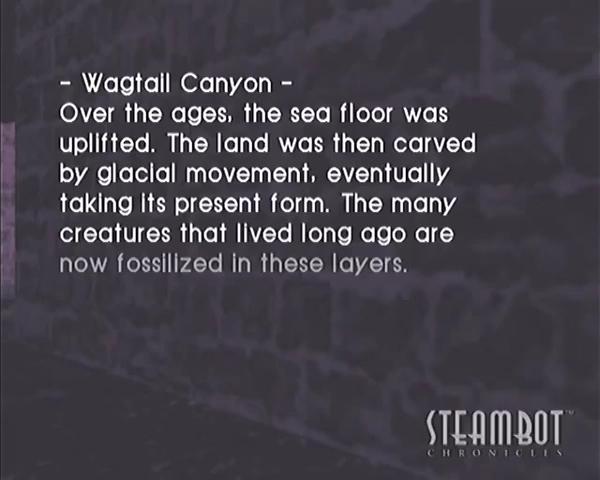 - Wagtail Canyon -
Over the ages, the sea floor was
uplifted. The land was then carved
by glacial movement, eventually
taking its present form. The many
creatures that lived long ago are
now fossilized in these layers.
STEAMBOT™
CHRONICLES